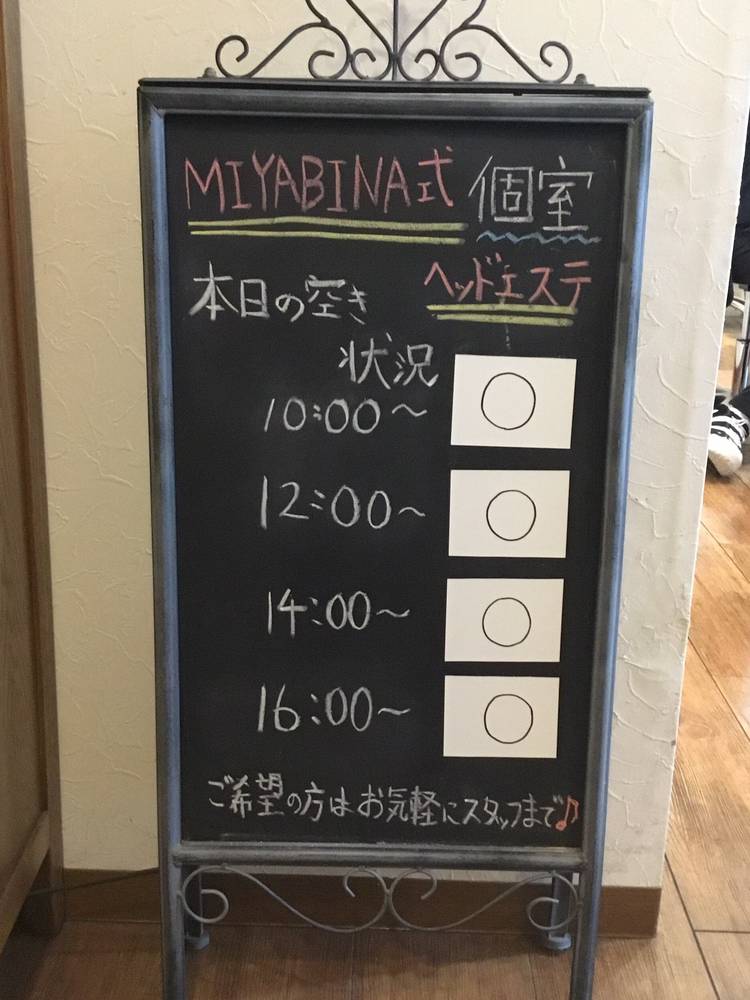 MIYABINA式 個室
ヘッドエステ
本日の空き
状況
10:00～ ○
12:00～ ○
14:00～ ○
16:00～ ○
ご希望の方はお気軽にスタッフまで♪